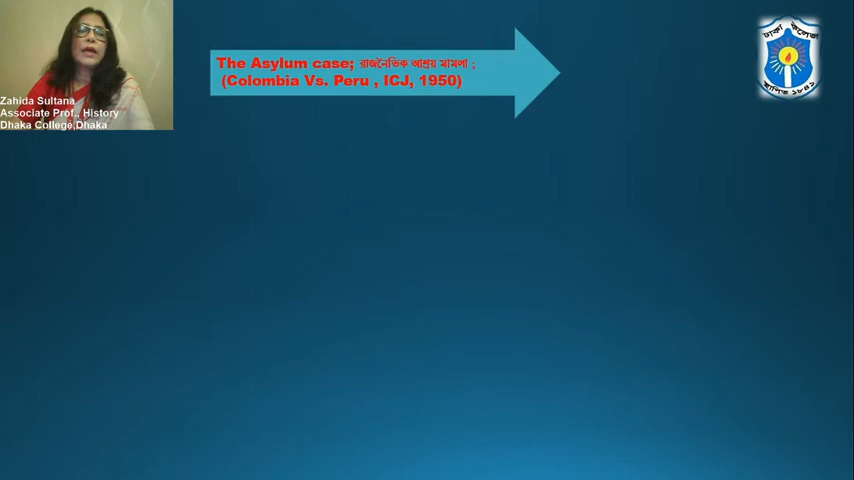 Zahida Sultana
Associate Prof., History
Dhaka College,Dhaka
The Asylum case; রাজনৈতিক আশ্রয় মামলা ;
(Colombia Vs. Peru , ICJ, 1950)
ঢাকা কলেজ
স্থাপিত ১৮৪১